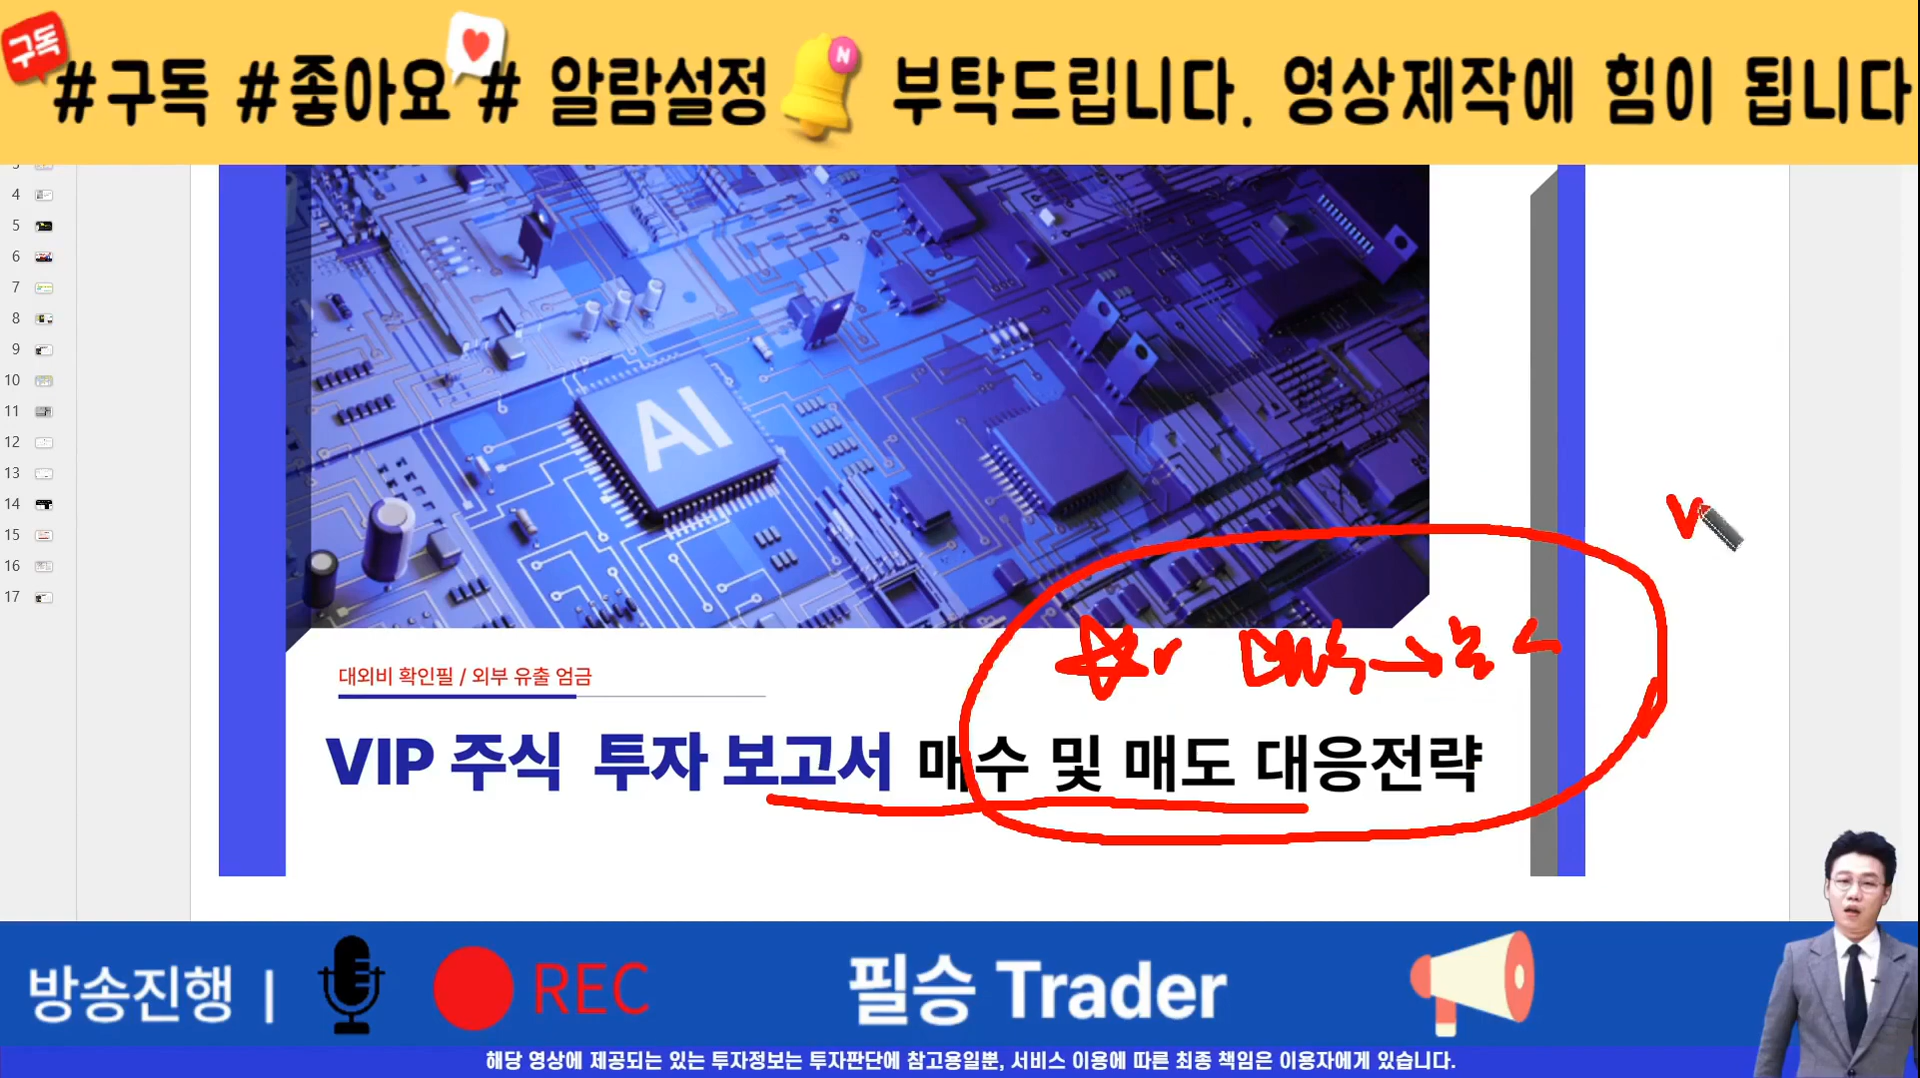 구독
N
#구독 #좋아요 # 알람설정 부탁드립니다. 영상제작에 힘이 됩니다
4
5
6
7
8
9
10
11
12
13
14
15
16
17
AI
대외비 확인필 / 외부 유출 엄금
VIP 주식 투자 보고서 매수 및 매도 대응전략
방송진행 | REC 필승 Trader
해당 영상에 제공되는 있는 투자정보는 투자판단에 참고용일뿐, 서비스 이용에 따른 최종 책임은 이용자에게 있습니다.